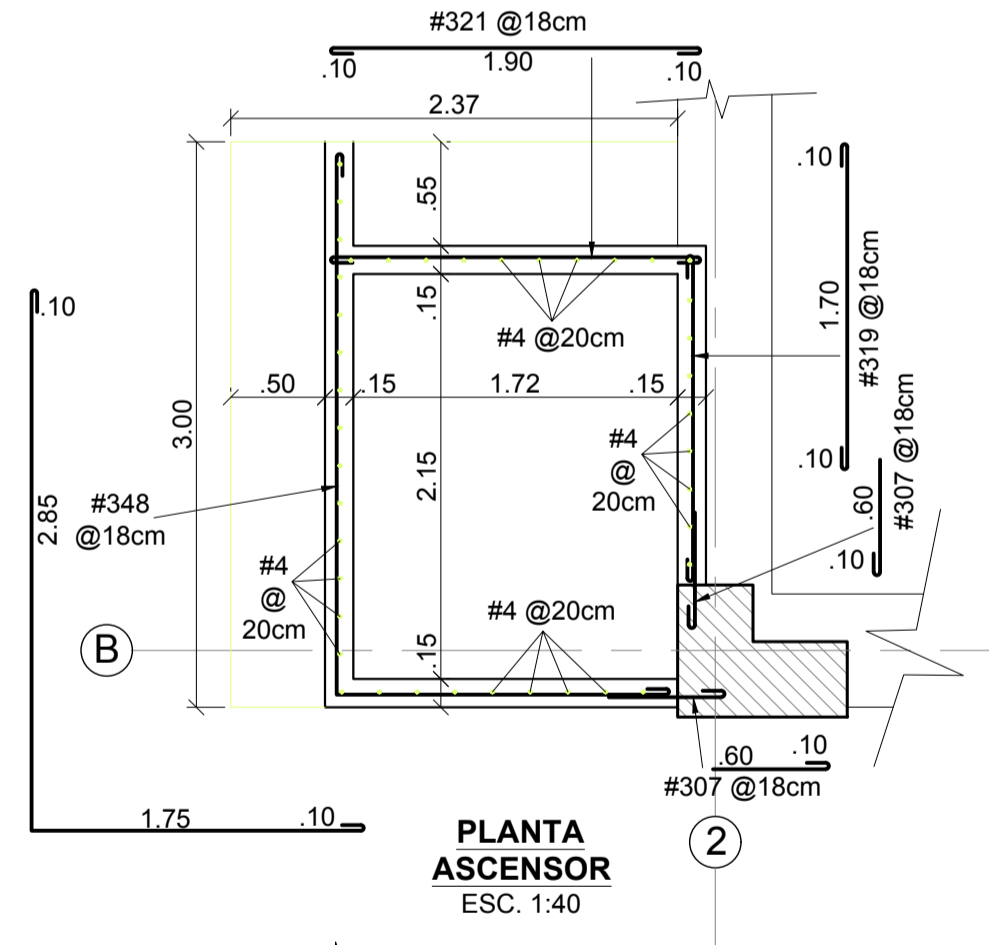 #321 @18cm
.10
1.90
.10
2.37
.55
.10
1.70
#319 @18cm
.10
.10
.15
#4 @20cm
.50
.15
1.72
.15
3.00
2.85
#348
@18cm
2.15
#4
@
20cm
#307 @18cm
.60
.10
#4
@
20cm
#4 @20cm
B
.15
.60
.10
#307 @18cm
1.75
.10
2
PLANTA
ASCENSOR
ESC. 1:40